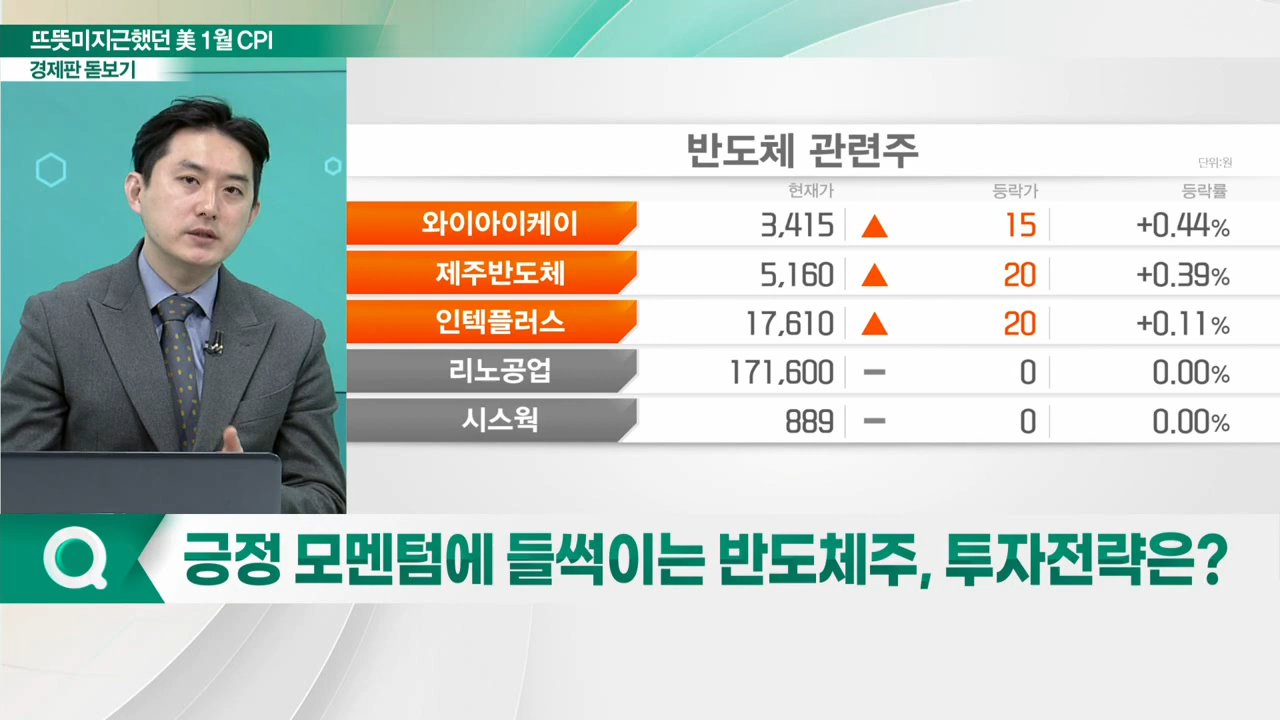 뜨뜻미지근했던 美 1월 CPI
경제판 돋보기
반도체 관련주
단위:원
현재가 등락가 등락률
와이아이케이 3,415 ▲ 15 +0.44%
제주반도체 5,160 ▲ 20 +0.39%
인텍플러스 17,610 ▲ 20 +0.11%
리노공업 171,600 - 0 0.00%
시스웍 889 - 0 0.00%
긍정 모멘텀에 들썩이는 반도체주, 투자전략은?